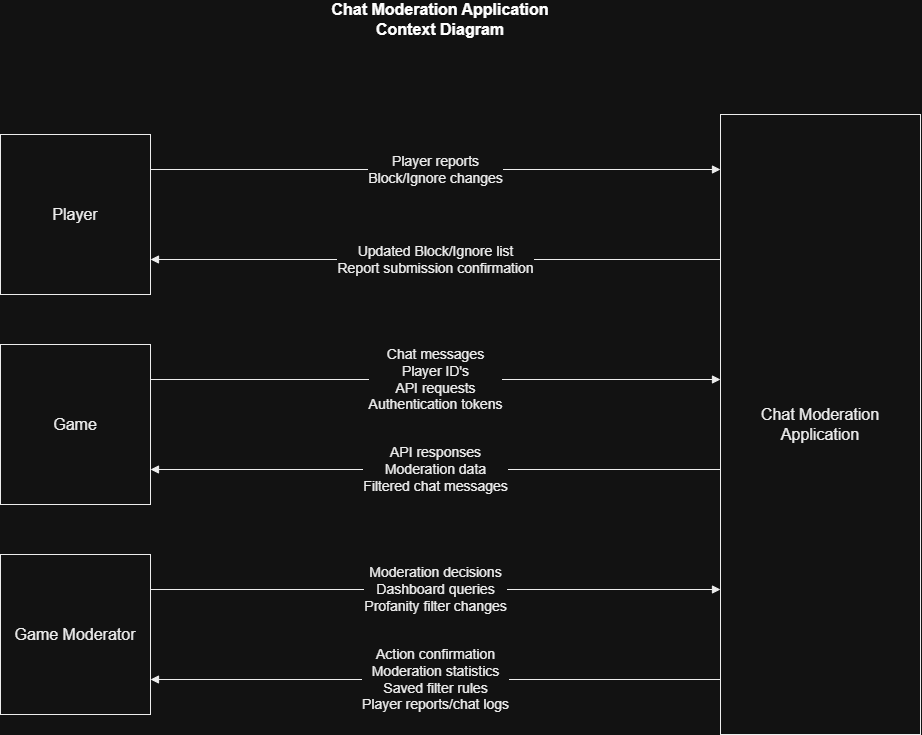 Chat Moderation Application
Context Diagram
Player
Player reports
Block/Ignore changes
Updated Block/Ignore list
Report submission confirmation
Game
Chat messages
Player ID's
API requests
Authentication tokens
API responses
Moderation data
Filtered chat messages
Chat Moderation
Application
Game Moderator
Moderation decisions
Dashboard queries
Profanity filter changes
Action confirmation
Moderation statistics
Saved filter rules
Player reports/chat logs